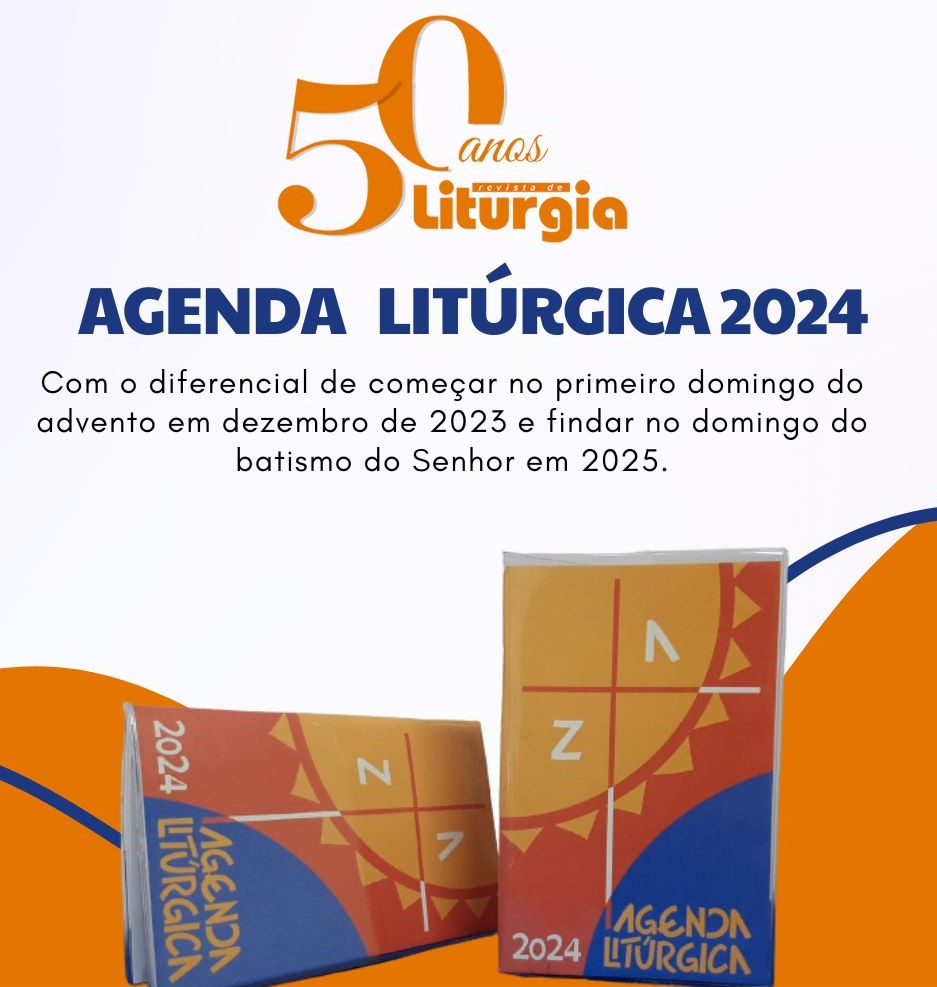 50
anos
revista de
Liturgia
AGENDA LITÚRGICA 2024
Com o diferencial de começar no primeiro domingo do
advento em dezembro de 2023 e findar no domingo do
batismo do Senhor em 2025.
2024
AGENDA
LITÚRGICA
N
V
Λ
Z
2024
AGENDA
LITÚRGICA